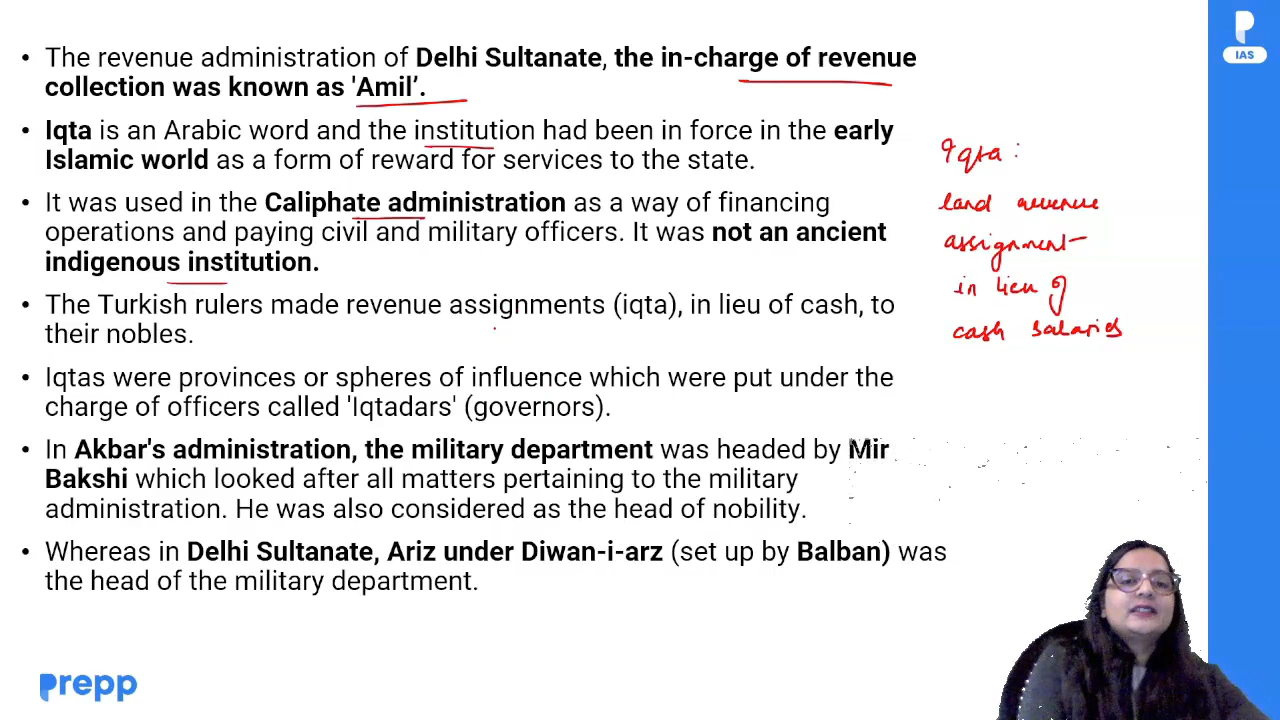 • The revenue administration of Delhi Sultanate, the in-charge of revenue
collection was known as 'Amil’.
• Iqta is an Arabic word and the institution had been in force in the early
Islamic world as a form of reward for services to the state.
• It was used in the Caliphate administration as a way of financing
operations and paying civil and military officers. It was not an ancient
indigenous institution.
• The Turkish rulers made revenue assignments (iqta), in lieu of cash, to
their nobles.
• Iqtas were provinces or spheres of influence which were put under the
charge of officers called 'Iqtadars' (governors).
• In Akbar's administration, the military department was headed by Mir
Bakshi which looked after all matters pertaining to the military
administration. He was also considered as the head of nobility.
• Whereas in Delhi Sultanate, Ariz under Diwan-i-arz (set up by Balban) was
the head of the military department.
Iqta :
land revenue
assignment
in lieu of
cash salaries
IAS
prepp